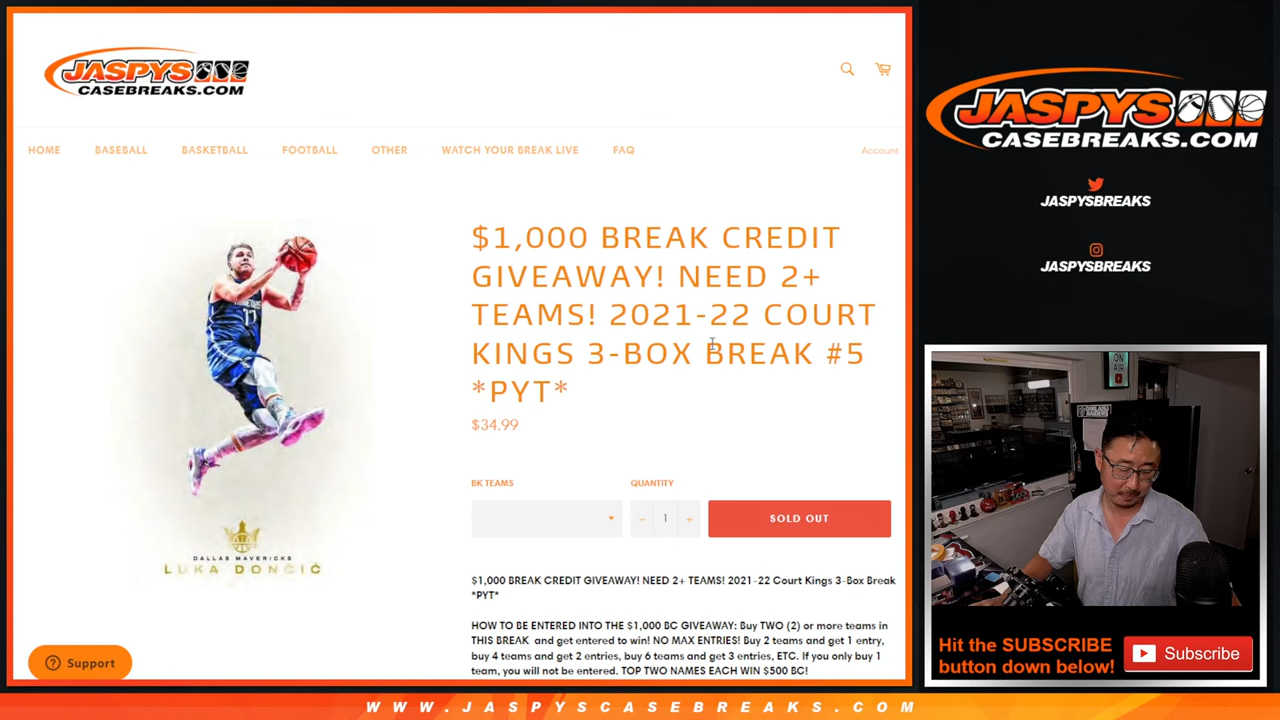 JASPYS
CASEBREAKS.COM
HOME BASEBALL BASKETBALL FOOTBALL OTHER WATCH YOUR BREAK LIVE FAQ Account
$1,000 BREAK CREDIT
GIVEAWAY! NEED 2+
TEAMS! 2021-22 COURT
KINGS 3-BOX BREAK #5
*PYT*
$34.99
BK TEAMS QUANTITY
1 SOLD OUT
$1,000 BREAK CREDIT GIVEAWAY! NEED 2+ TEAMS! 2021-22 Court Kings 3-Box Break
*PYT*
HOW TO BE ENTERED INTO THE $1,000 BC GIVEAWAY: Buy TWO (2) or more teams in
THIS BREAK and get entered to win! NO MAX ENTRIES! Buy 2 teams and get 1 entry,
buy 4 teams and get 2 entries, buy 6 teams and get 3 entries, ETC. If you only buy 1
team, you will not be entered. TOP TWO NAMES EACH WIN $500 BC!
77
DALLAS MAVERICKS
LUKA DONČIĆ
Support
JASPYS
CASEBREAKS.COM
JASPYSBREAKS
JASPYSBREAKS
ON
AIR
Hit the SUBSCRIBE
button down below!
Subscribe
WWW.JASPYSCASEBREAKS.COM